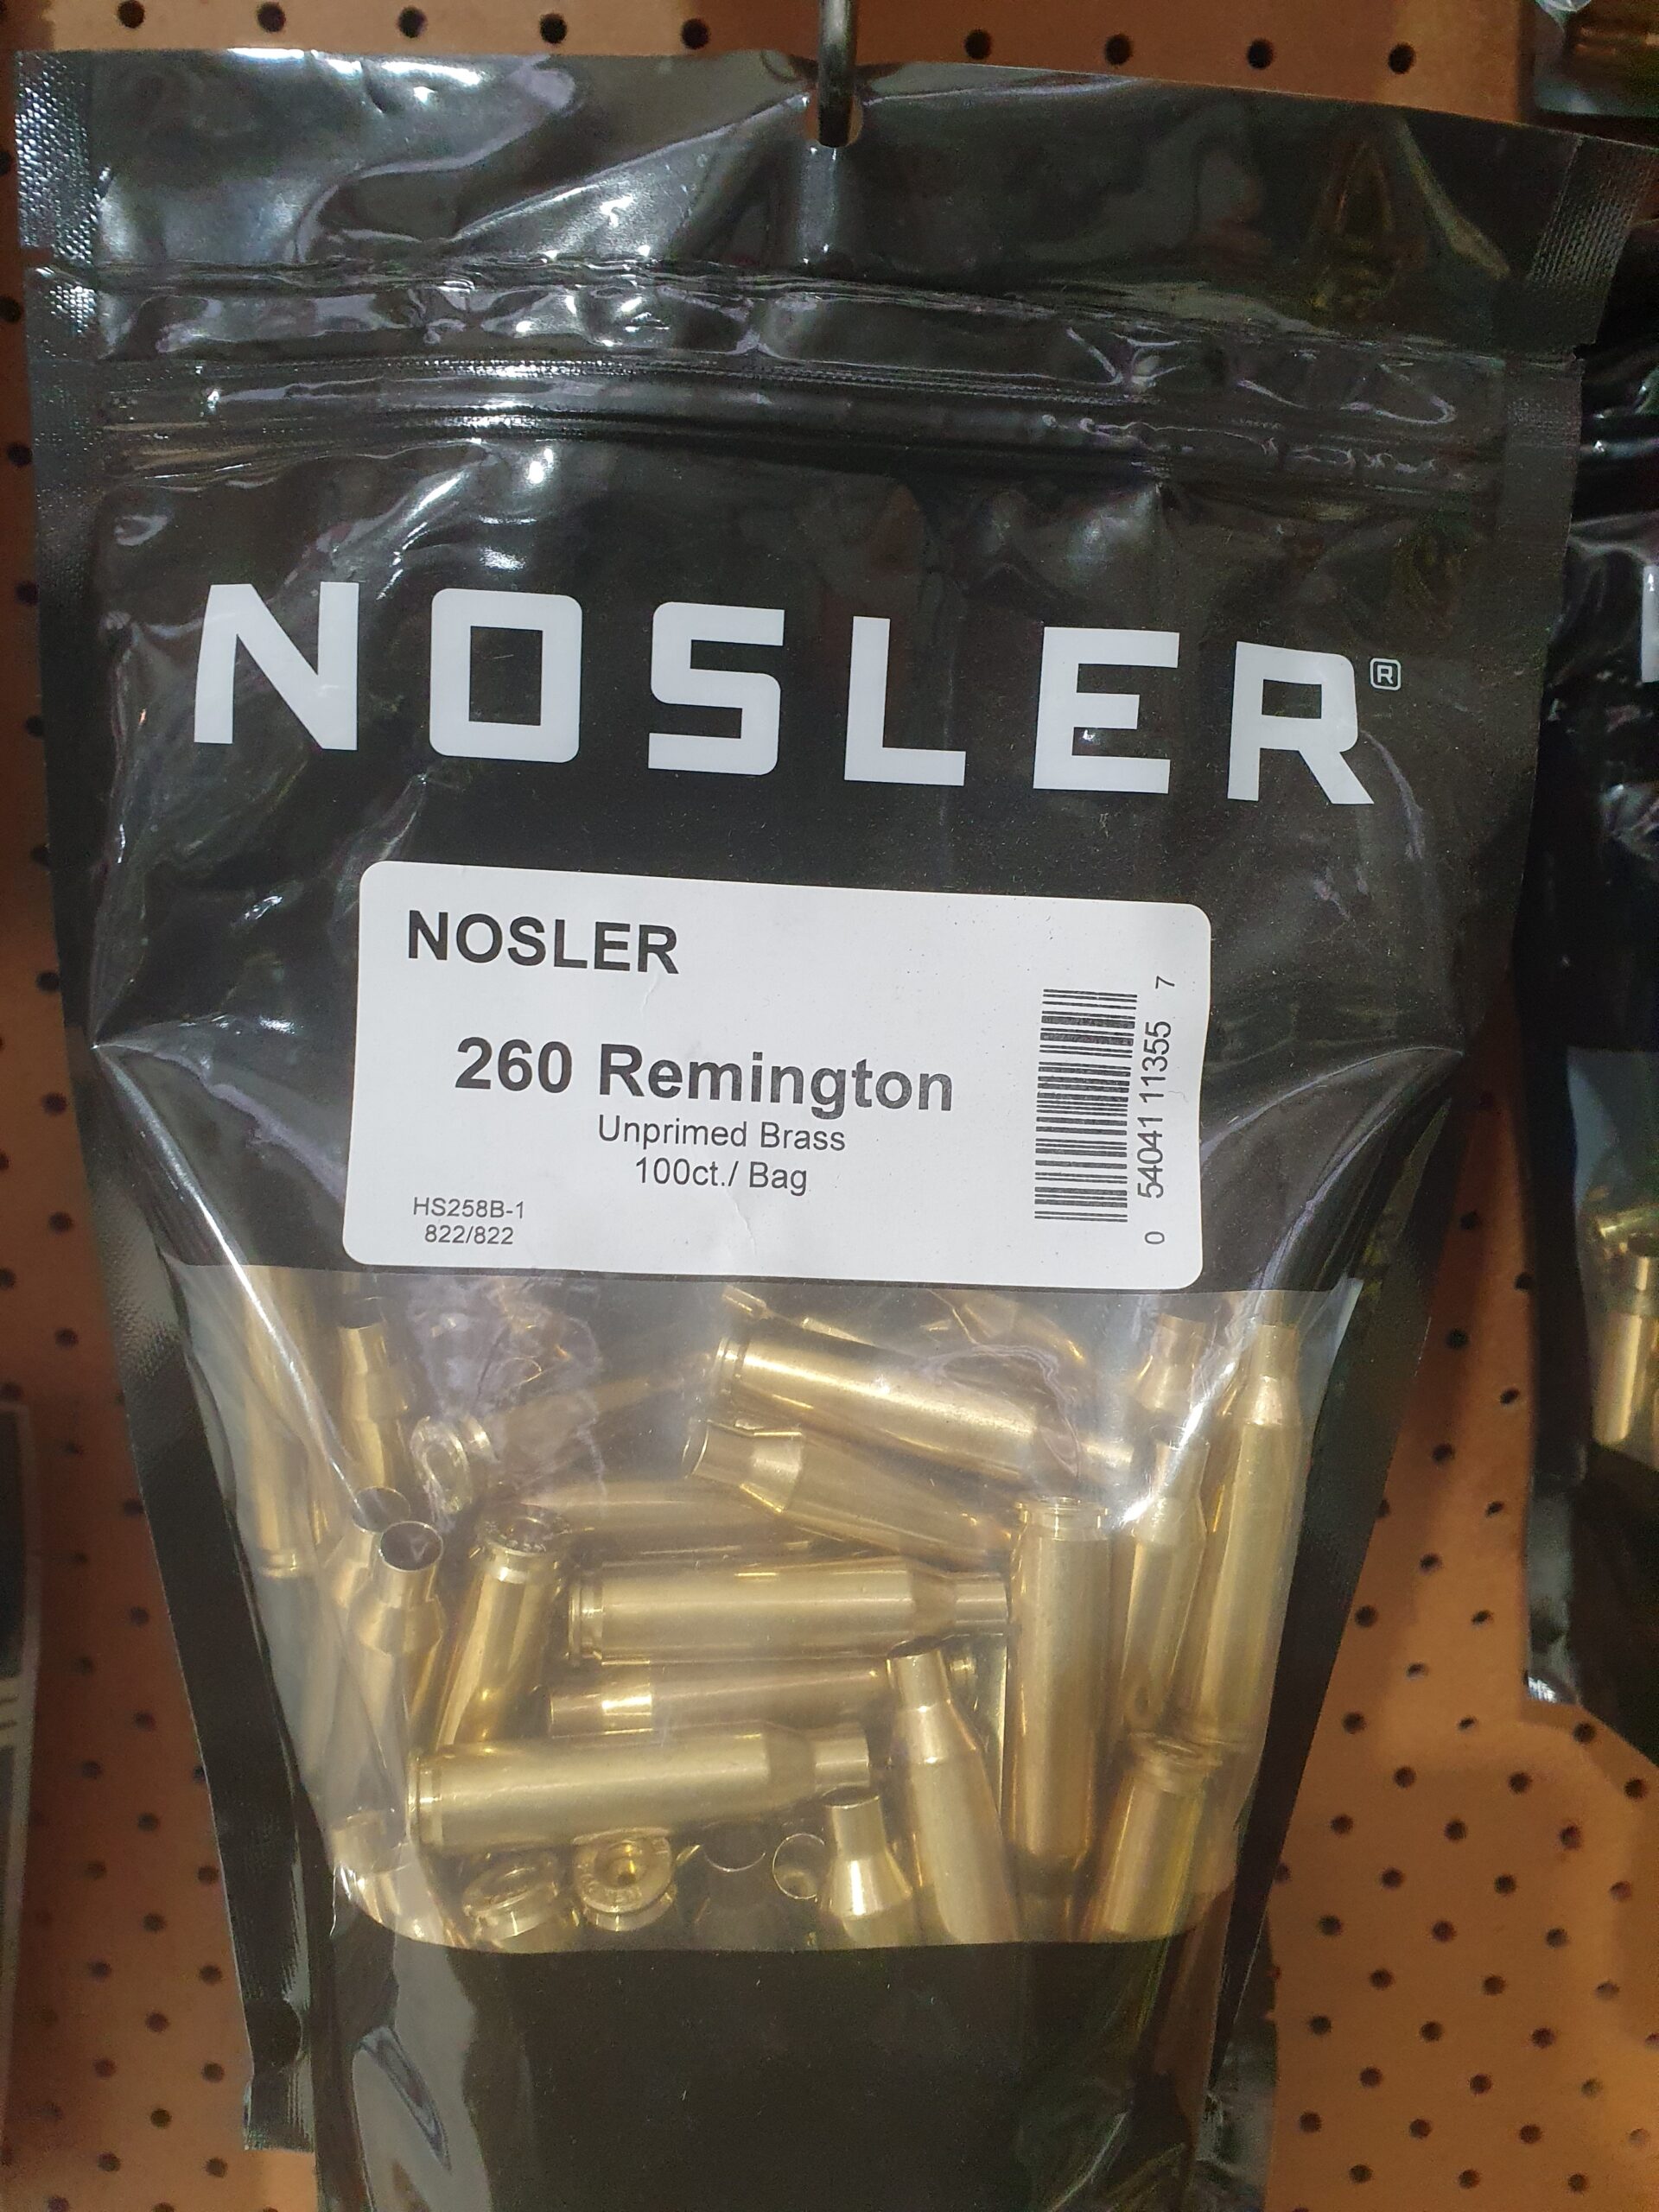 NOSLER®
NOSLER
260 Remington
Unprimed Brass
100ct./ Bag
HS258B-1
822/822
0 54041 11355 7